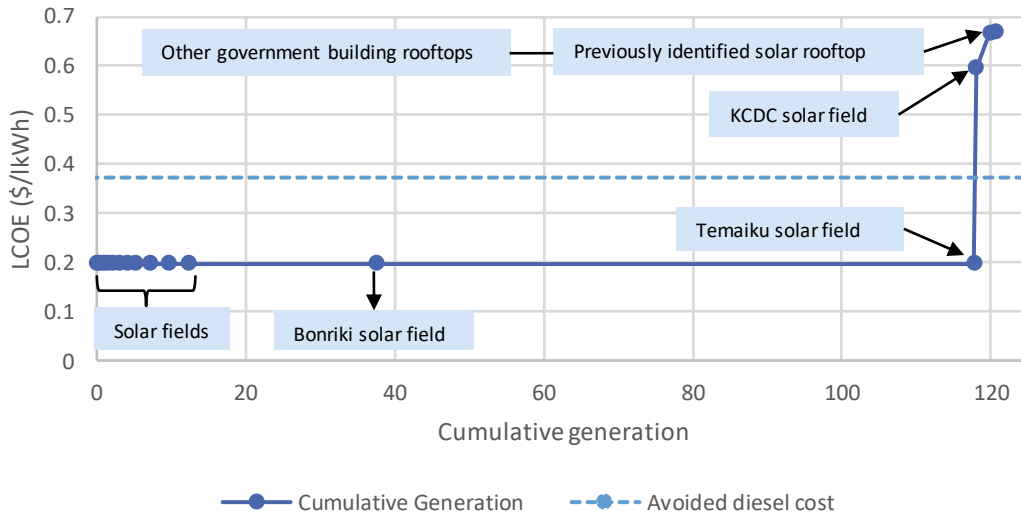 0.7
Other government building rooftops
Previously identified solar rooftop
0.6
KCDC solar field
0.5
0.4
0.3
Temaiku solar field
0.2
0.1
Solar fields
Bonriki solar field
0
LCOE ($/IkWh)
0
20
40
60
80
100
120
Cumulative generation
Cumulative Generation
Avoided diesel cost